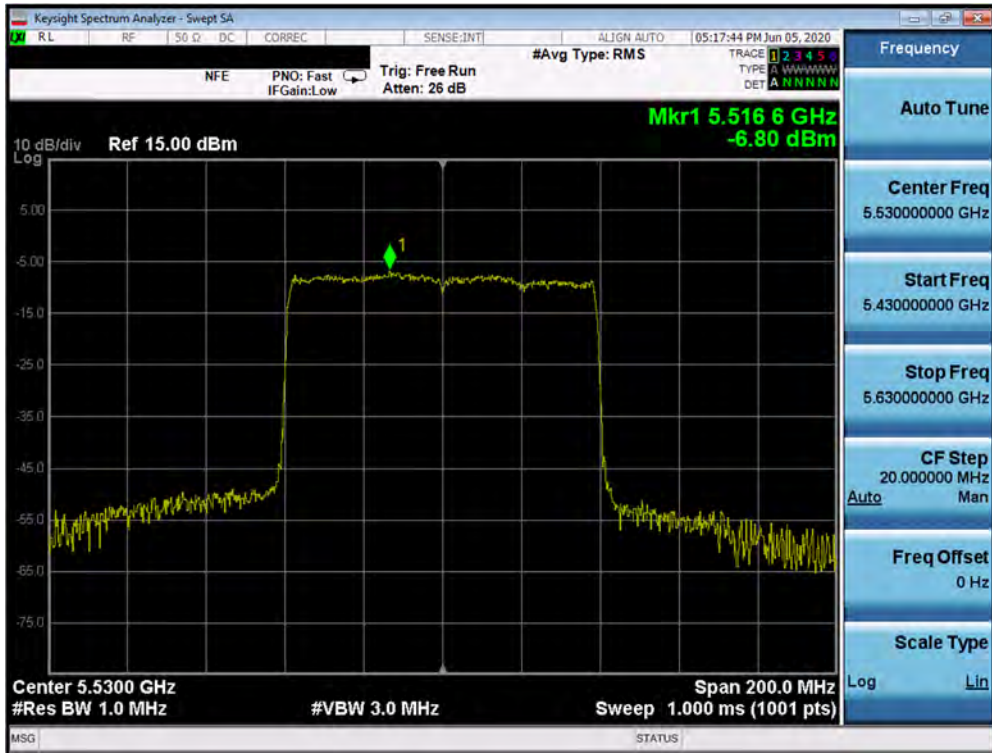 Keysight Spectrum Analyzer - Swept SA
LXI RL RF 50 Ω DC CORREC SENSE:INT ALIGN AUTO 05:17:44 PM Jun 05, 2020
NFE PNO: Fast Trig: Free Run #Avg Type: RMS TRACE 1 2 3 4 5 6
IFGain:Low Atten: 26 dB TYPE A WWWWW
DET A N N N N N
Mkr1 5.516 6 GHz
-6.80 dBm
10 dB/div Ref 15.00 dBm
Log
5.00
-5.00
-15.0
-25.0
-35.0
-45.0
-55.0
-65.0
-75.0
1
Center 5.5300 GHz Span 200.0 MHz
#Res BW 1.0 MHz #VBW 3.0 MHz Sweep 1.000 ms (1001 pts)
MSG STATUS
Frequency
Auto Tune
Center Freq
5.530000000 GHz
Start Freq
5.430000000 GHz
Stop Freq
5.630000000 GHz
CF Step
20.000000 MHz
Auto Man
Freq Offset
0 Hz
Scale Type
Log Lin